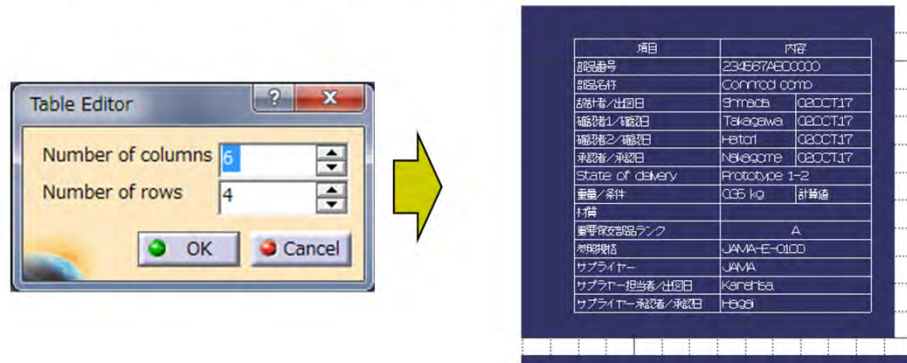 Table Editor
Number of columns 6
Number of rows 4
OK Cancel
項目 内容
部品番号 234567ABC0000
部品名称
設計者/出図日 Shimada 02OCT.17
確認者1/確認日 Takagawa 02OCT.17
確認者2/確認日 Hatori 02OCT.17
承認者/承認日 Nakagome 02OCT.17
State of delivery Prototype 1-2
重量/条件 0.35 kg 計算値
材質
重要保安部品ランク A
参照規格 JAMA-E-0100
サプライヤー JAMA
サプライヤー担当者/出図日
サプライヤー承認者/承認日